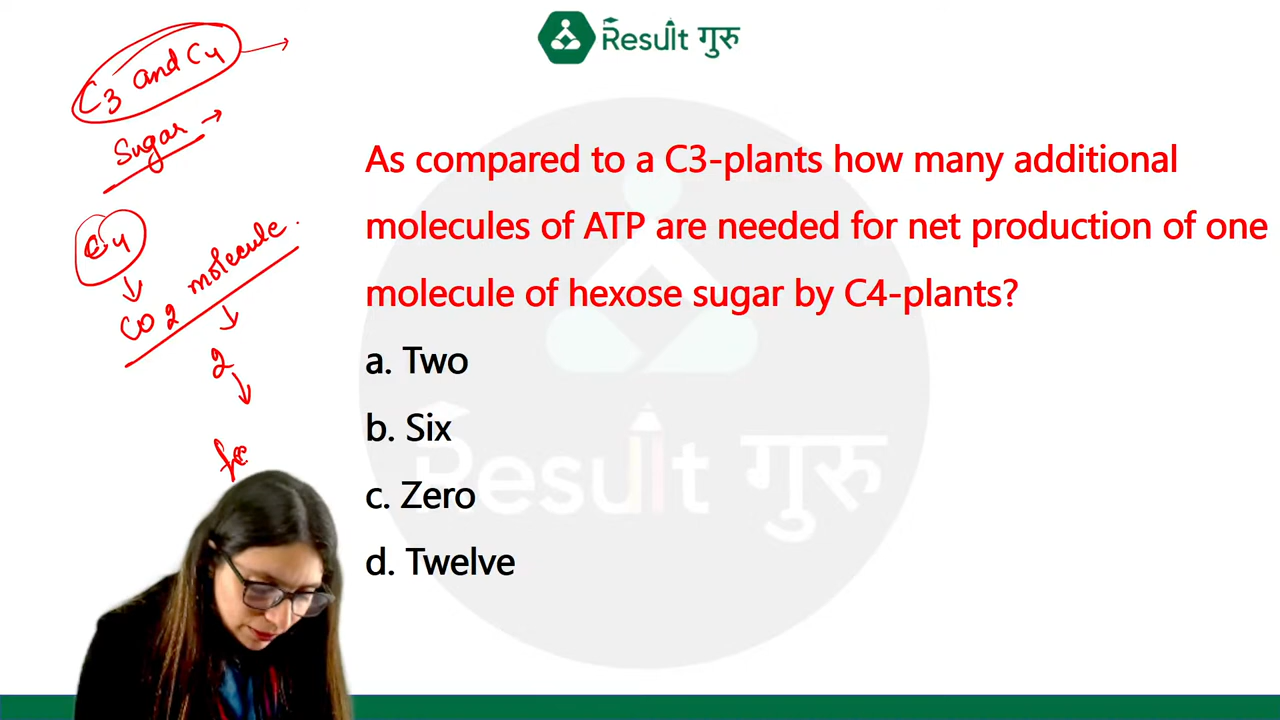 Result गुरु
C3 and C4
Sugar
C4
CO2 molecule.
2
As compared to a C3-plants how many additional
molecules of ATP are needed for net production of one
molecule of hexose sugar by C4-plants?
a. Two
b. Six
c. Zero
d. Twelve
Result गुरु